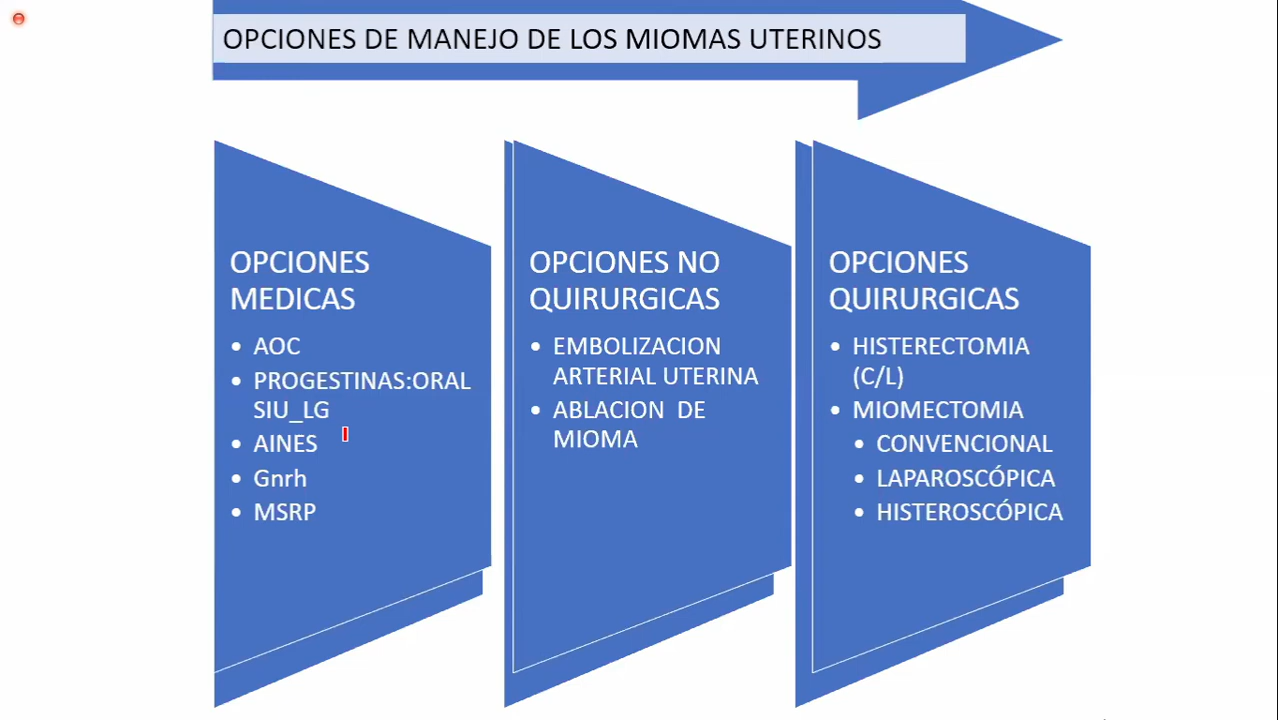 OPCIONES DE MANEJO DE LOS MIOMAS UTERINOS
OPCIONES
MEDICAS
• AOC
• PROGESTINAS:ORAL
SIU_LG
• AINES
• Gnrh
• MSRP
OPCIONES NO
QUIRURGICAS
• EMBOLIZACION
ARTERIAL UTERINA
• ABLACION DE
MIOMA
OPCIONES
QUIRURGICAS
• HISTERECTOMIA
(C/L)
• MIOMECTOMIA
• CONVENCIONAL
• LAPAROSCÓPICA
• HISTEROSCÓPICA